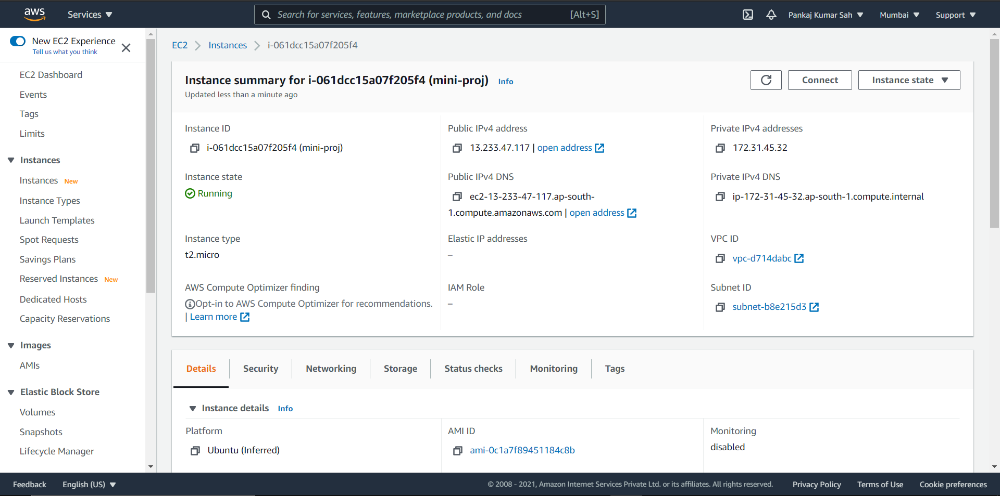 aws
Services
Search for services, features, marketplace products, and docs [Alt+S]
Pankaj Kumar Sah
Mumbai
Support
New EC2 Experience
Tell us what you think
EC2 Dashboard
Events
Tags
Limits
Instances
Instances New
Instance Types
Launch Templates
Spot Requests
Savings Plans
Reserved Instances New
Dedicated Hosts
Capacity Reservations
Images
AMIs
Elastic Block Store
Volumes
Snapshots
Lifecycle Manager
EC2 Instances i-061dcc15a07f205f4
Instance summary for i-061dcc15a07f205f4 (mini-proj) Info
Updated less than a minute ago
Connect
Instance state
Instance ID
i-061dcc15a07f205f4 (mini-proj)
Public IPv4 address
13.233.47.117 | open address
Private IPv4 addresses
172.31.45.32
Instance state
Running
Public IPv4 DNS
ec2-13-233-47-117.ap-south-
1.compute.amazonaws.com | open address
Private IPv4 DNS
ip-172-31-45-32.ap-south-1.compute.internal
Instance type
t2.micro
Elastic IP addresses
–
VPC ID
vpc-d714dabc
AWS Compute Optimizer finding
Opt-in to AWS Compute Optimizer for recommendations.
| Learn more
IAM Role
–
Subnet ID
subnet-b8e215d3
Details
Security
Networking
Storage
Status checks
Monitoring
Tags
Instance details Info
Platform
Ubuntu (Inferred)
AMI ID
ami-0c1a7f89451184c8b
Monitoring
disabled
Feedback
English (US)
© 2008 - 2021, Amazon Internet Services Private Ltd. or its affiliates. All rights reserved.
Privacy Policy
Terms of Use
Cookie preferences